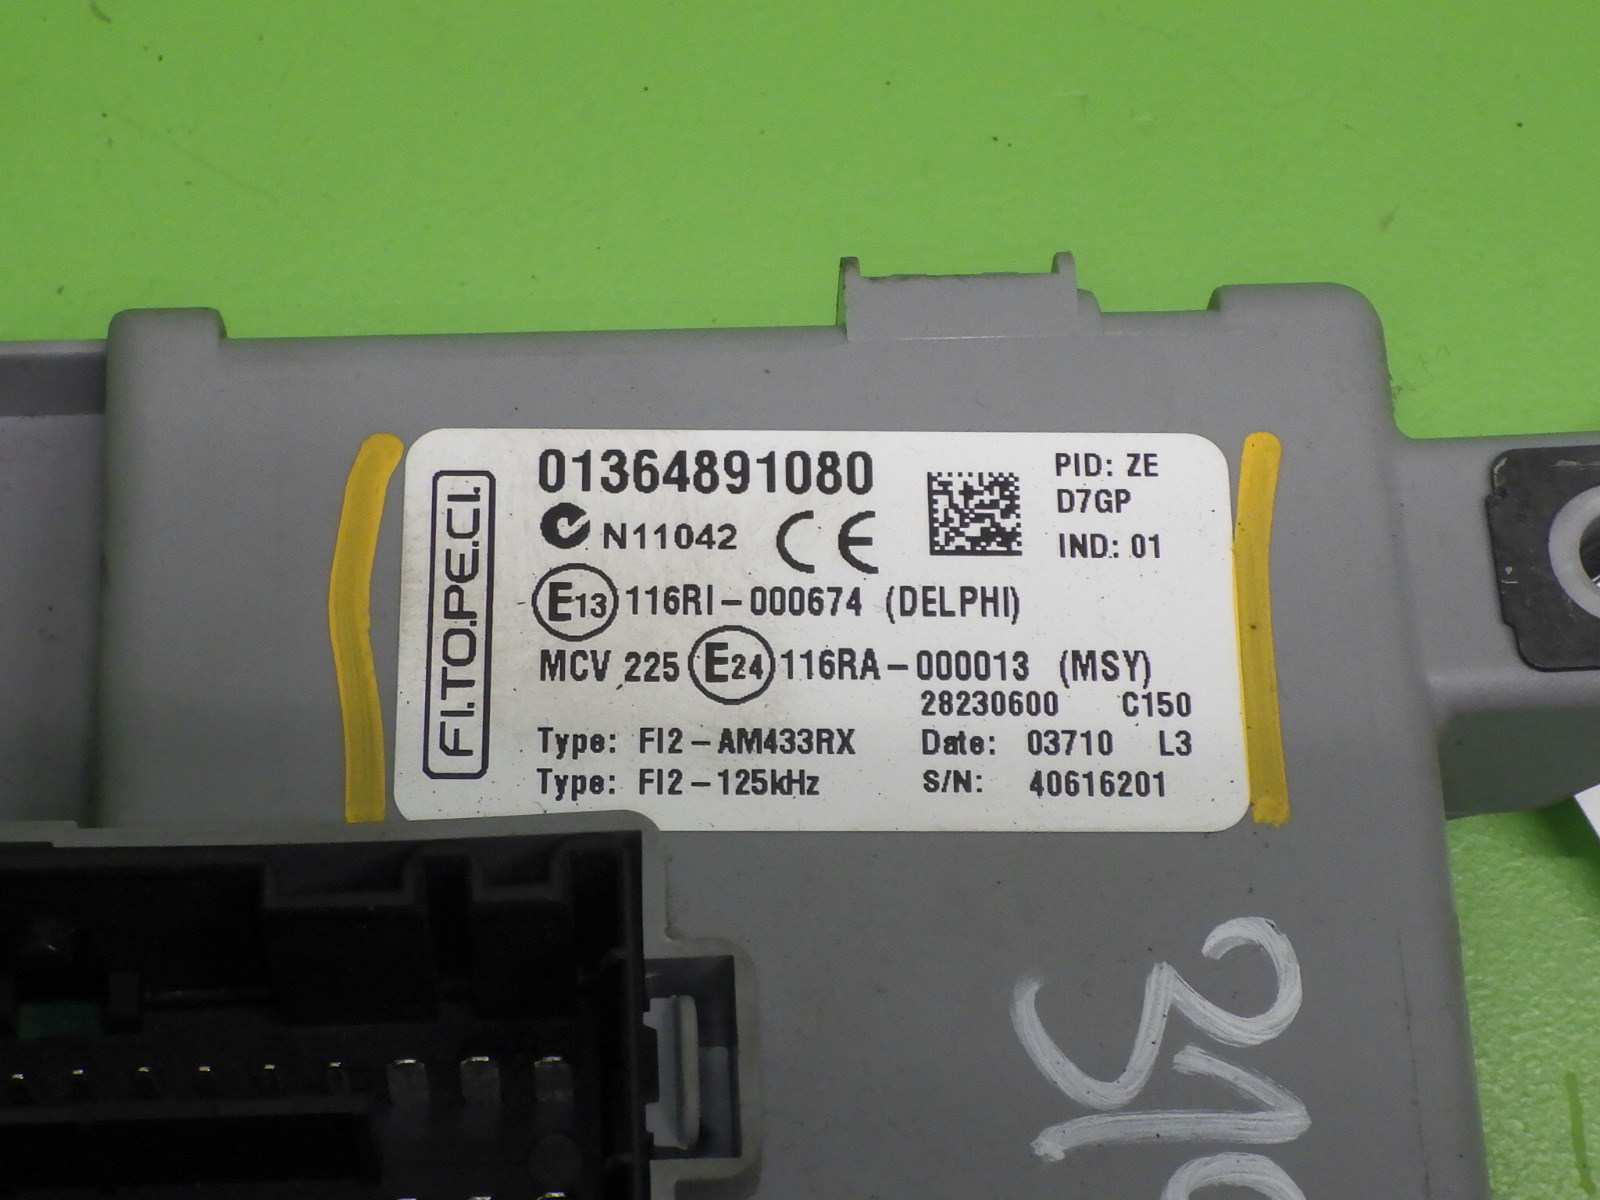 FI.TO.PE.CI.
01364891080
PID: ZE
D7GP
N11042 CE
IND: 01
E13 116RI-000674 (DELPHI)
MCV 225 E24 116RA-000013 (MSY)
28230600 C150
Type: FI2-AM433RX Date: 03710 L3
Type: FI2-125kHz S/N: 40616201